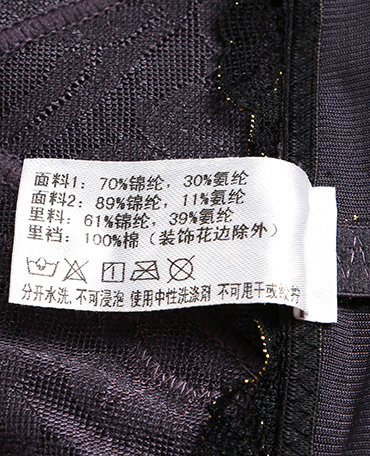 面料1: 70%锦纶, 30%氨纶
面料2: 89%锦纶, 11%氨纶
里料: 61%锦纶, 39%氨纶
里裆: 100%棉 (装饰花边除外)
分开水洗, 不可浸泡 使用中性洗涤剂 不可甩干或绞拧